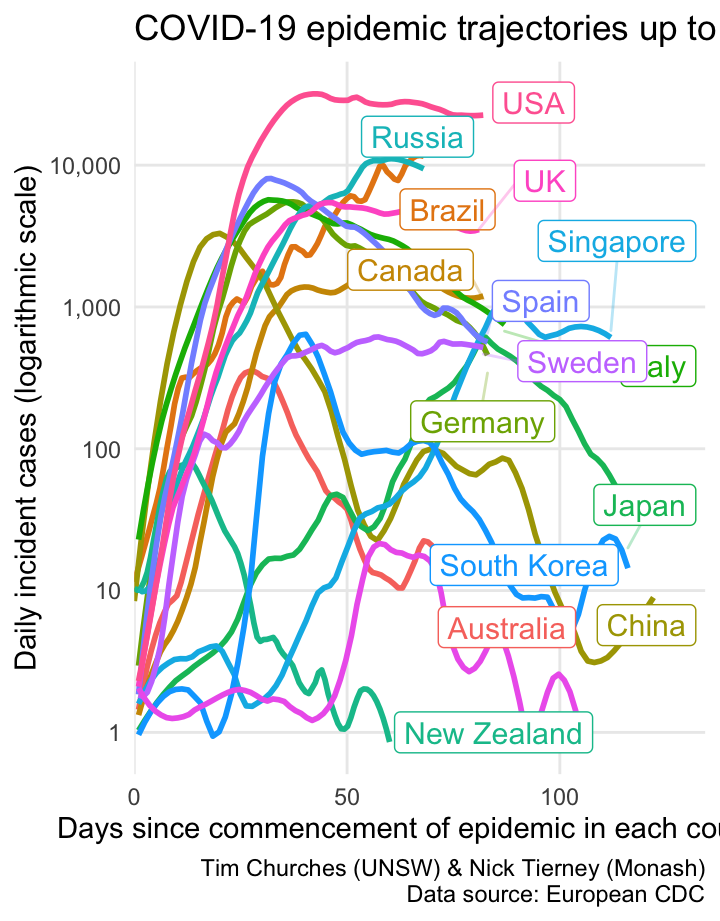 COVID-19 epidemic trajectories up to
Daily incident cases (logarithmic scale)
10,000
1,000
100
10
1
USA
Russia
UK
Brazil
Singapore
Canada
Spain
Sweden
aly
Germany
Japan
South Korea
Australia
China
New Zealand
0
50
100
Days since commencement of epidemic in each cou
Tim Churches (UNSW) & Nick Tierney (Monash)
Data source: European CDC